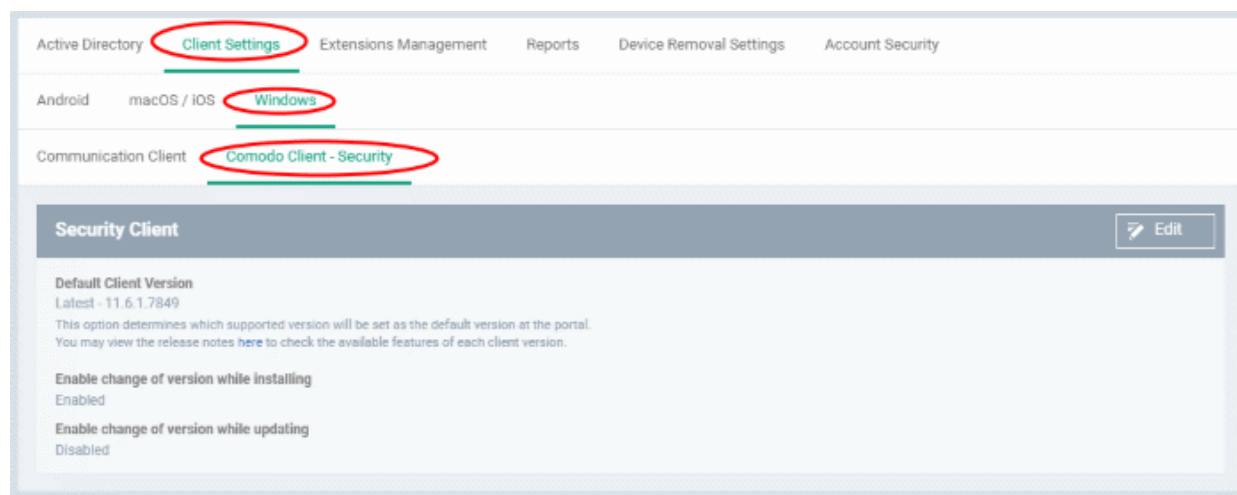 Active Directory Client Settings Extensions Management Reports Device Removal Settings Account Security
Android macOS / iOS Windows
Communication Client Comodo Client - Security
Security Client Edit
Default Client Version
Latest - 11.6.1.7849
This option determines which supported version will be set as the default version at the portal.
You may view the release notes here to check the available features of each client version.
Enable change of version while installing
Enabled
Enable change of version while updating
Disabled